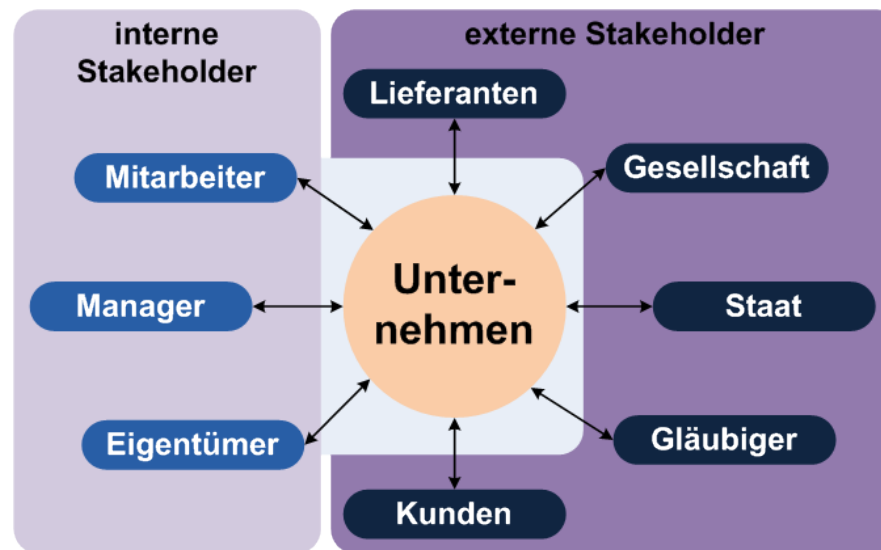 interne
Stakeholder
externe Stakeholder
Lieferanten
Mitarbeiter
Gesellschaft
Manager
Unter-
nehmen
Staat
Eigentümer
Gläubiger
Kunden